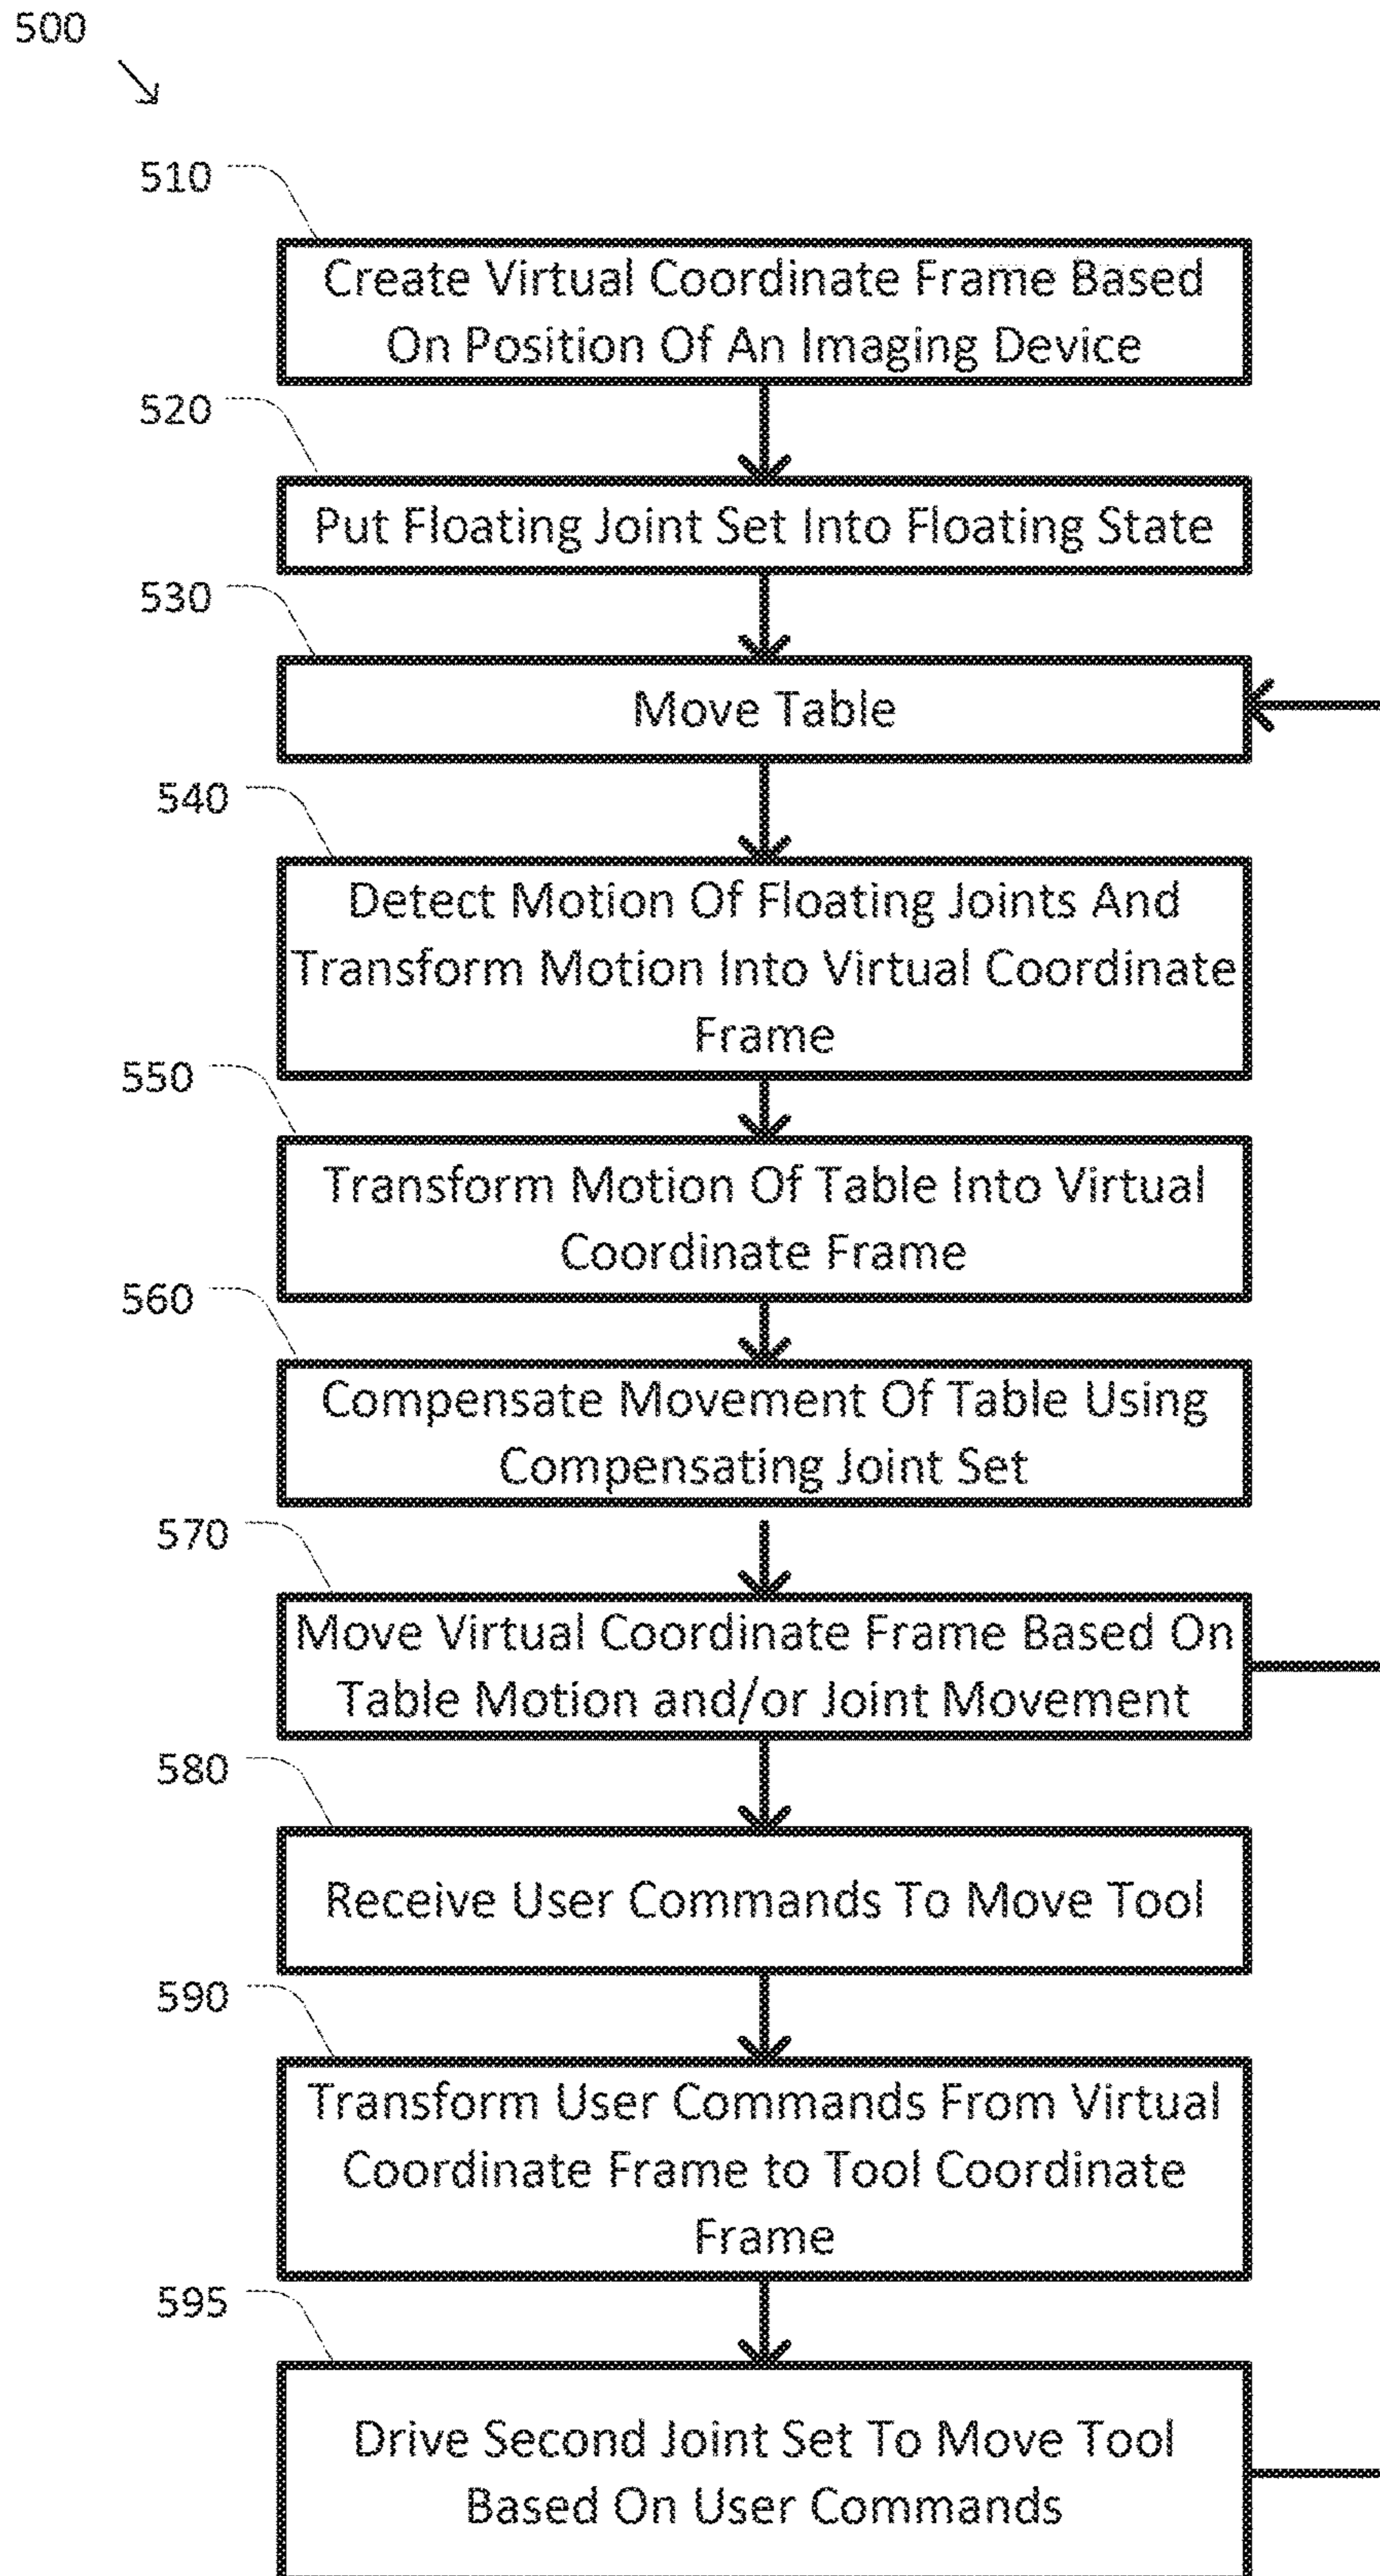 500
510
Create Virtual Coordinate Frame Based
On Position Of An Imaging Device
520
Put Floating Joint Set Into Floating State
530
Move Table
540
Detect Motion Of Floating Joints And
Transform Motion Into Virtual Coordinate
Frame
550
Transform Motion Of Table Into Virtual
Coordinate Frame
560
Compensate Movement Of Table Using
Compensating Joint Set
570
Move Virtual Coordinate Frame Based On
Table Motion and/or Joint Movement
580
Receive User Commands To Move Tool
590
Transform User Commands From Virtual
Coordinate Frame to Tool Coordinate
Frame
595
Drive Second Joint Set To Move Tool
Based On User Commands